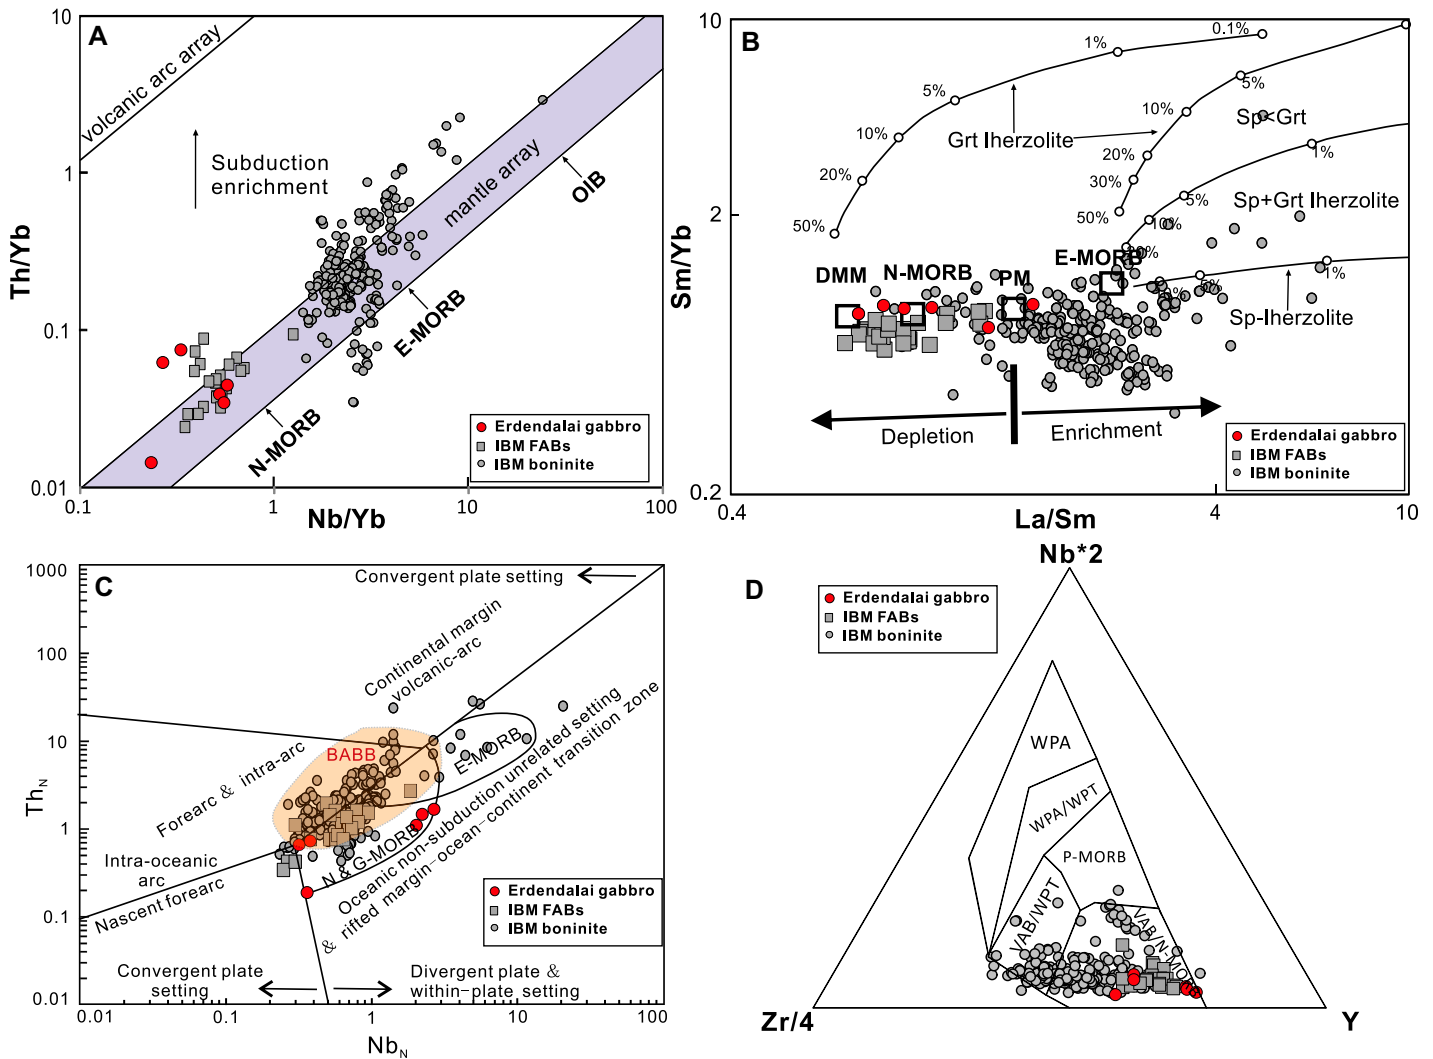 A
10
1
0.1
0.01
0.1
1
10
100
Th/Yb
Nb/Yb
volcanic arc array
Subduction
enrichment
mantle array
OIB
E-MORB
N-MORB
Erdendalai gabbro
IBM FABs
IBM boninite
B
10
2
0.2
0.4
4
10
Sm/Yb
La/Sm
0.1%
1%
5%
10%
20%
50%
Grt lherzolite
5%
10%
20%
30%
50%
Sp<Grt
1%
5%
10%
Sp+Grt lherzolite
1%
5%
Sp-lherzolite
DMM
N-MORB
PM
E-MORB
Depletion
Enrichment
Erdendalai gabbro
IBM FABs
IBM boninite
C
1000
100
10
1
0.1
0.01
0.01
0.1
1
10
100
Th_N
Nb_N
Convergent plate setting
Continental margin
volcanic-arc
BABB
E-MORB
N & G-MORB
Forearc & intra-arc
Intra-oceanic
arc
Nascent forearc
Oceanic non-subduction unrelated setting
& rifted margin-ocean-continent transition zone
Convergent plate
setting
Divergent plate &
within-plate setting
Erdendalai gabbro
IBM FABs
IBM boninite
D
Nb*2
Zr/4
Y
Erdendalai gabbro
IBM FABs
IBM boninite
WPA
WPA/WPT
P-MORB
VAB/WPT